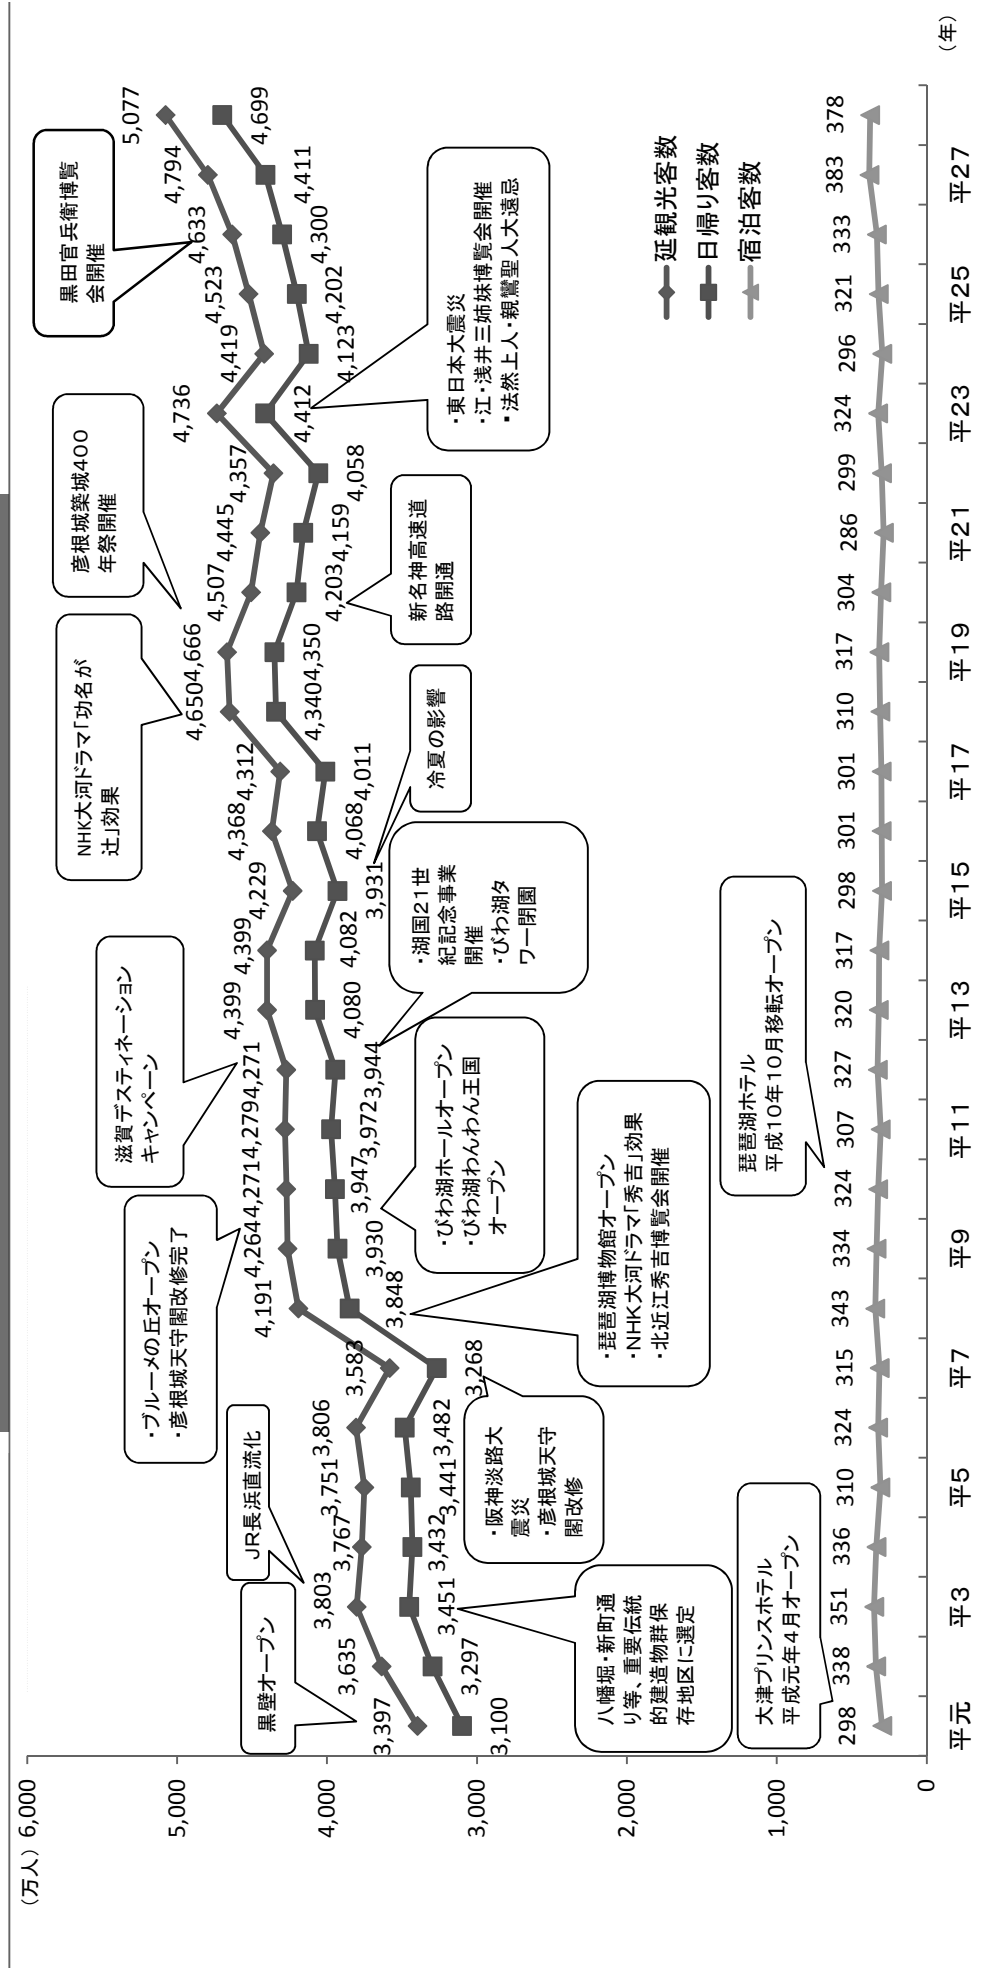 (万人)
6,000
5,000
4,000
3,000
2,000
1,000
0
平元
平3
平5
平7
平9
平11
平13
平15
平17
平19
平21
平23
平25
平27
(年)
延観光客数
日帰り客数
宿泊客数
3,397
3,635
3,803
3,767
3,751
3,806
3,583
4,191
4,264
4,271
4,279
4,271
4,399
4,399
4,229
4,368
4,312
4,650
4,666
4,507
4,445
4,357
4,736
4,419
4,523
4,633
4,794
5,077
3,100
3,297
3,451
3,432
3,441
3,482
3,268
3,848
3,930
3,947
3,972
3,944
4,080
4,082
3,931
4,068
4,011
4,340
4,350
4,203
4,159
4,058
4,412
4,123
4,202
4,300
4,411
4,699
298
338
351
336
310
324
315
343
334
324
307
327
320
317
298
301
301
310
317
304
286
299
324
296
321
333
383
378
黒壁オープン
JR長浜直流化
・ブルーメの丘オープン
・彦根城天守閣改修完了
滋賀デスティネーション
キャンペーン
NHK大河ドラマ「功名が
辻」効果
彦根城築城400
年祭開催
黒田官兵衛博覧
会開催
八幡堀・新町通
り等、重要伝統
的建造物群保
存地区に選定
・阪神淡路大
震災
・彦根城天守
閣改修
・琵琶湖博物館オープン
・NHK大河ドラマ「秀吉」効果
・北近江秀吉博覧会開催
・びわ湖ホールオープン
・びわ湖わんわん王国
オープン
・湖国21世
紀記念事業
開催
・びわ湖タ
ワー閉園
冷夏の影響
新名神高速道
路開通
・東日本大震災
・江・浅井三姉妹博覧会開催
・法然上人・親鸞聖人大遠忌
大津プリンスホテル
平成元年4月オープン
琵琶湖ホテル
平成10年10月移転オープン